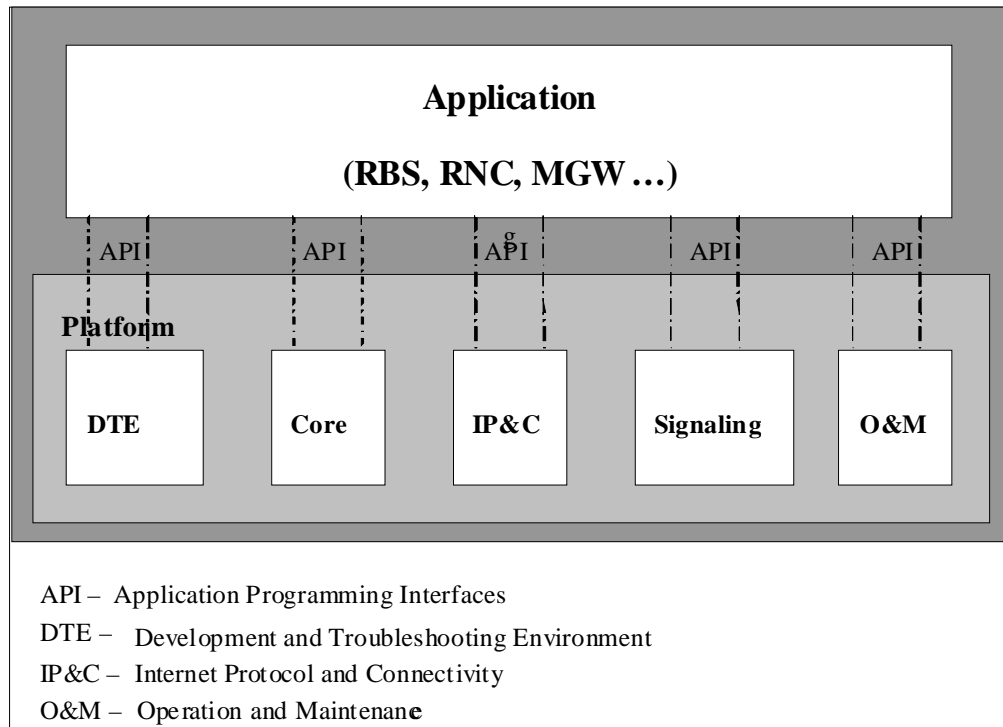 Application
(RBS, RNC, MGW …)
g
API API API API API
Platform
DTE Core IP&C Signaling O&M
API – Application Programming Interfaces
DTE – Development and Troubleshooting Environment
IP&C – Internet Protocol and Connectivity
O&M – Operation and Maintenance